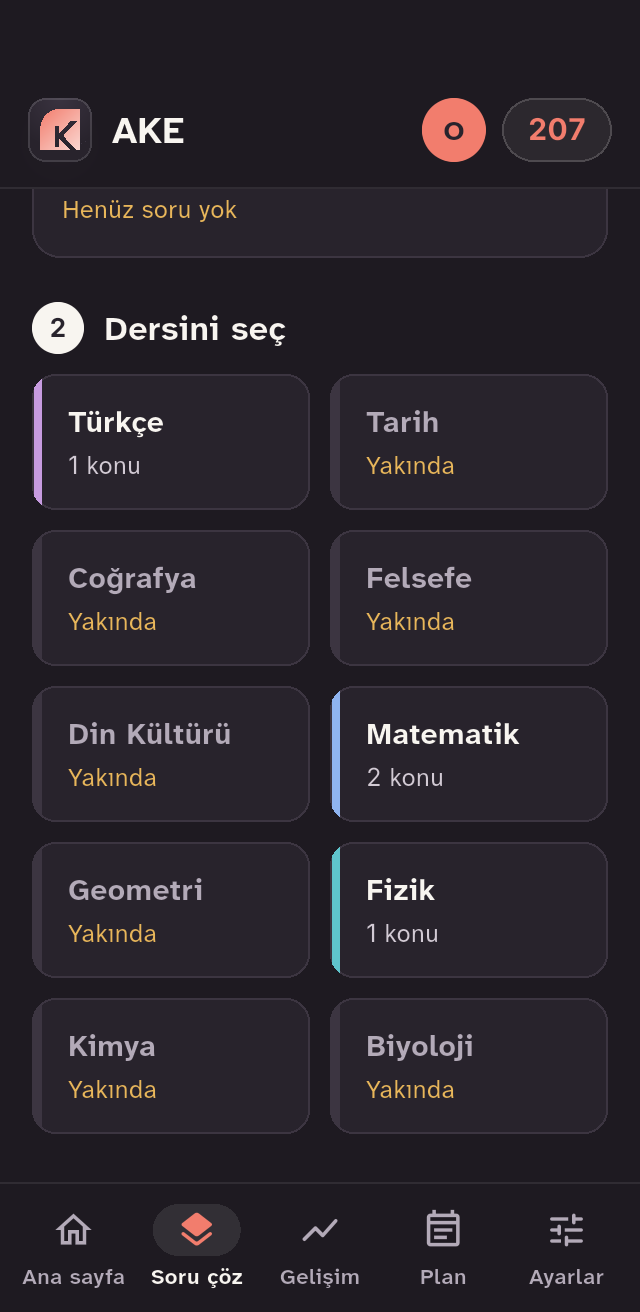 AKE
O
207
Henüz soru yok
2
Dersini seç
Türkçe
1 konu
Tarih
Yakında
Coğrafya
Yakında
Felsefe
Yakında
Din Kültürü
Yakında
Matematik
2 konu
Geometri
Yakında
Fizik
1 konu
Kimya
Yakında
Biyoloji
Yakında
Ana sayfa
Soru çöz
Gelişim
Plan
Ayarlar